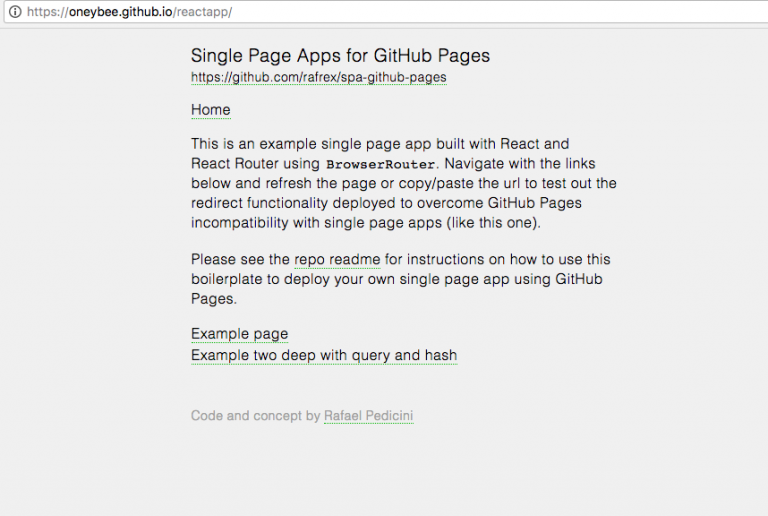 https://oneybee.github.io/reactapp/
Single Page Apps for GitHub Pages
https://github.com/rafrex/spa-github-pages
Home
This is an example single page app built with React and
React Router using BrowserRouter. Navigate with the links
below and refresh the page or copy/paste the url to test out the
redirect functionality deployed to overcome GitHub Pages
incompatibility with single page apps (like this one).
Please see the repo readme for instructions on how to use this
boilerplate to deploy your own single page app using GitHub
Pages.
Example page
Example two deep with query and hash
Code and concept by Rafael Pedicini